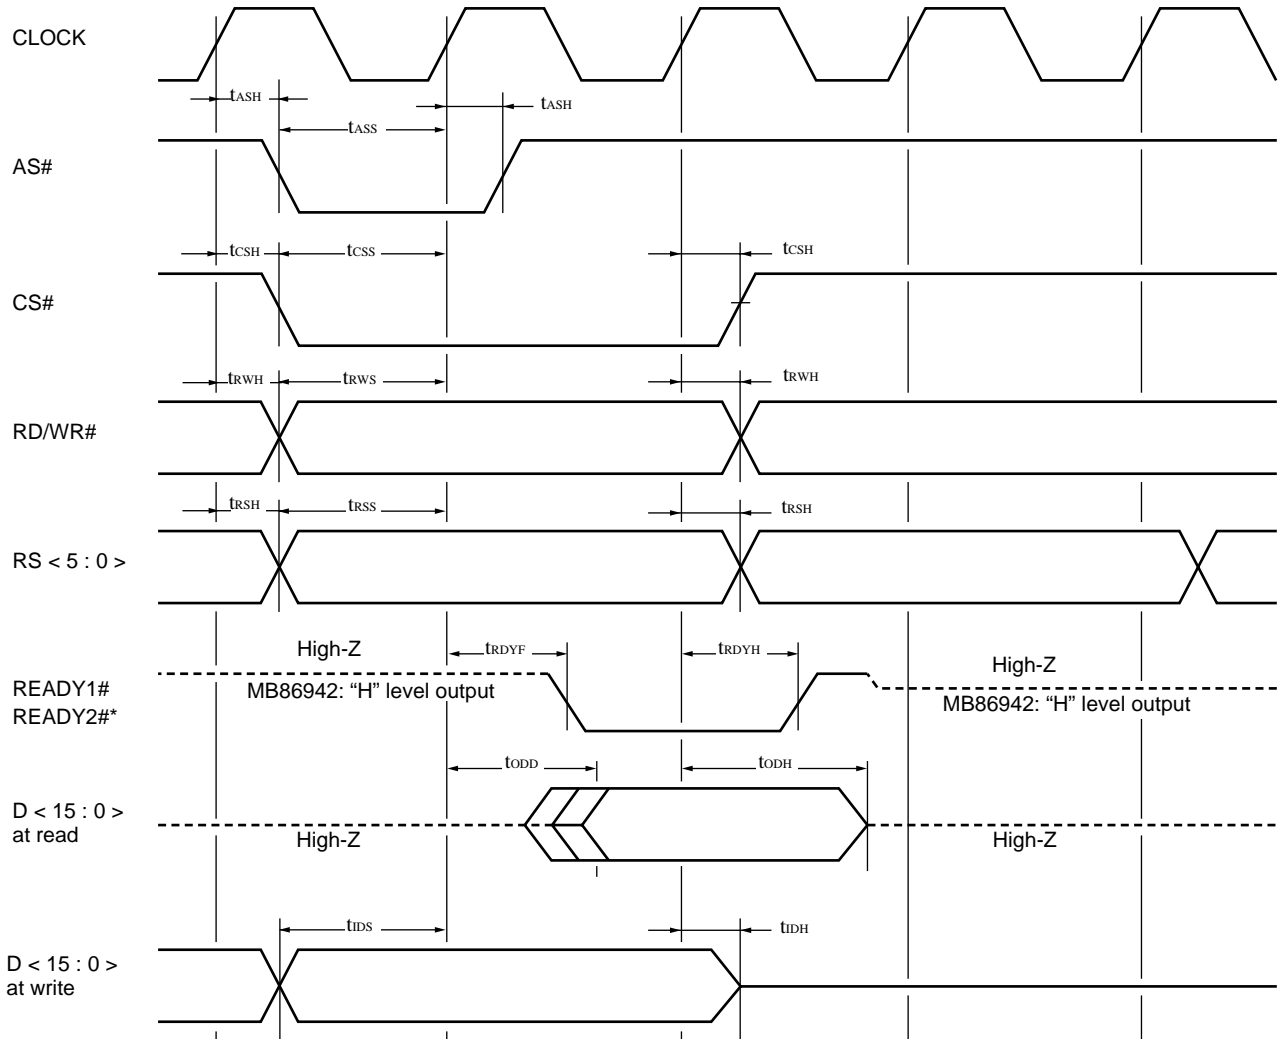 CLOCK
tASH
tASH
tASS
AS#
tCSH
tCSS
tCSH
CS#
tRWH
tRWS
tRWH
RD/WR#
tRSH
tRSS
tRSH
RS < 5 : 0 >
High-Z
tRDYF
tRDYH
High-Z
READY1#
MB86942: “H” level output
MB86942: “H” level output
READY2#*
tODD
tODH
D < 15 : 0 >
at read
High-Z
High-Z
tIDS
tIDH
D < 15 : 0 >
at write